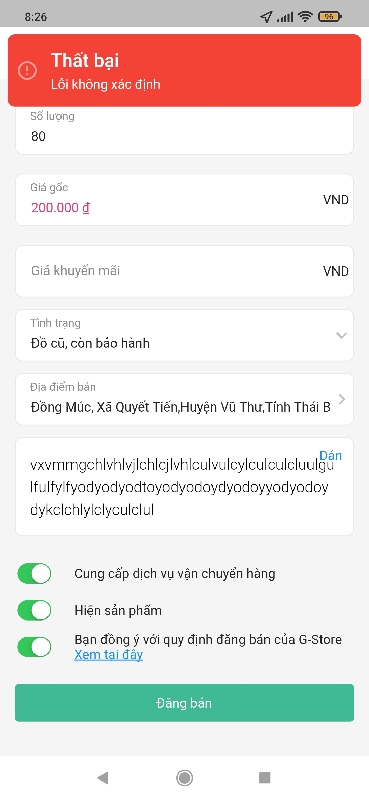 8:26
96
Thất bại
Lỗi không xác định
Số lượng
80
Giá gốc
200.000 ₫
VND
Giá khuyến mãi
VND
Tình trạng
Đồ cũ, còn bảo hành
Địa điểm bán
Đồng Múc, Xã Quyết Tiến,Huyện Vũ Thư,Tỉnh Thái B
Dán
vxvmmgchlvhlvjlchlcjlvhlculvulcylculculcluulgu
lfulfylfyodyodyodtoyodyodoydyodoyyodyodoy
dykclchlylclyculclul
Cung cấp dịch vụ vận chuyển hàng
Hiện sản phẩm
Bạn đồng ý với quy định đăng bán của G-Store
Xem tại đây
Đăng bán